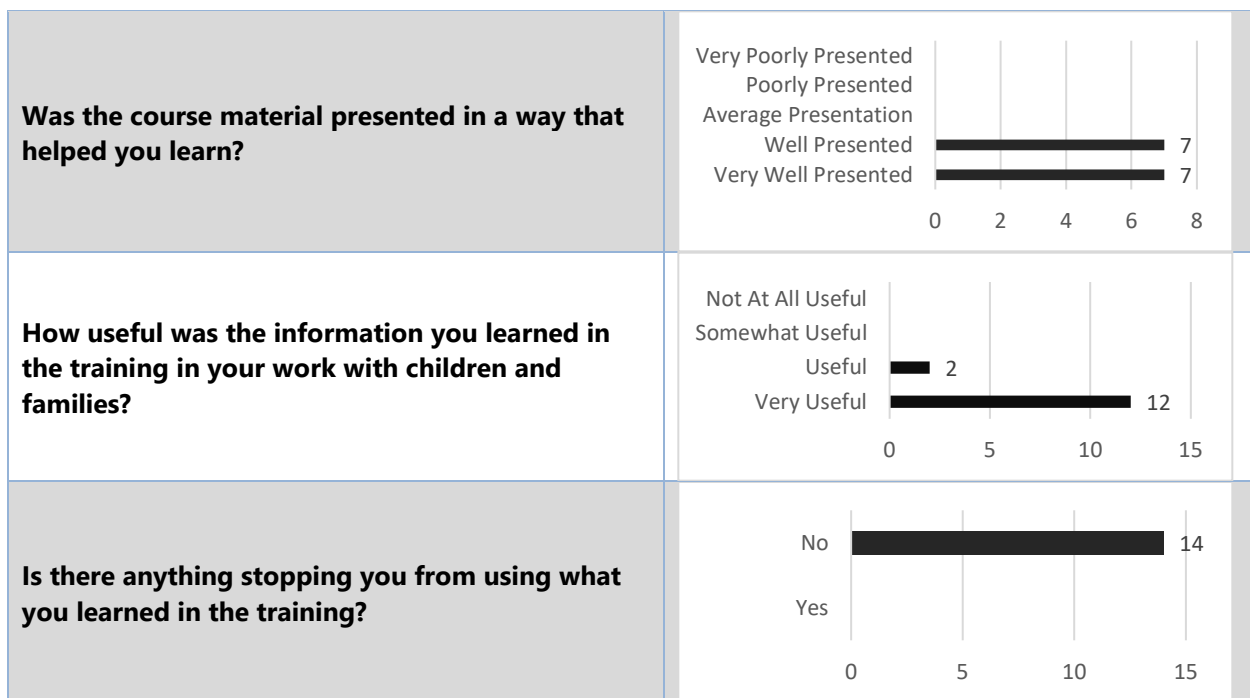 Was the course material presented in a way that
helped you learn?
Very Poorly Presented
Poorly Presented
Average Presentation
Well Presented 7
Very Well Presented 7
0 2 4 6 8
How useful was the information you learned in
the training in your work with children and
families?
Not At All Useful
Somewhat Useful
Useful 2
Very Useful 12
0 5 10 15
Is there anything stopping you from using what
you learned in the training?
No 14
Yes
0 5 10 15